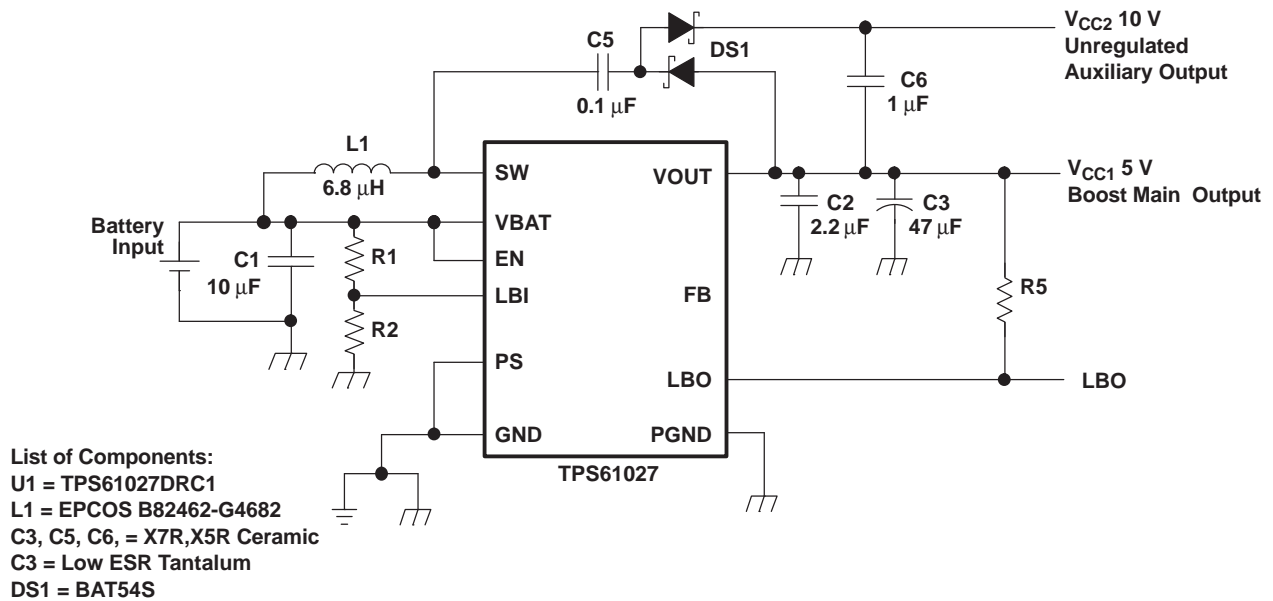 V_CC2 10 V
Unregulated
Auxiliary Output
C5
0.1 μF
DS1
C6
1 μF
L1
6.8 μH
SW
VOUT
V_CC1 5 V
Boost Main Output
C2
2.2 μF
C3
47 μF
Battery
Input
VBAT
C1
10 μF
R1
EN
LBI
FB
R5
R2
PS
LBO
LBO
GND
PGND
TPS61027
List of Components:
U1 = TPS61027DRC1
L1 = EPCOS B82462-G4682
C3, C5, C6, = X7R,X5R Ceramic
C3 = Low ESR Tantalum
DS1 = BAT54S